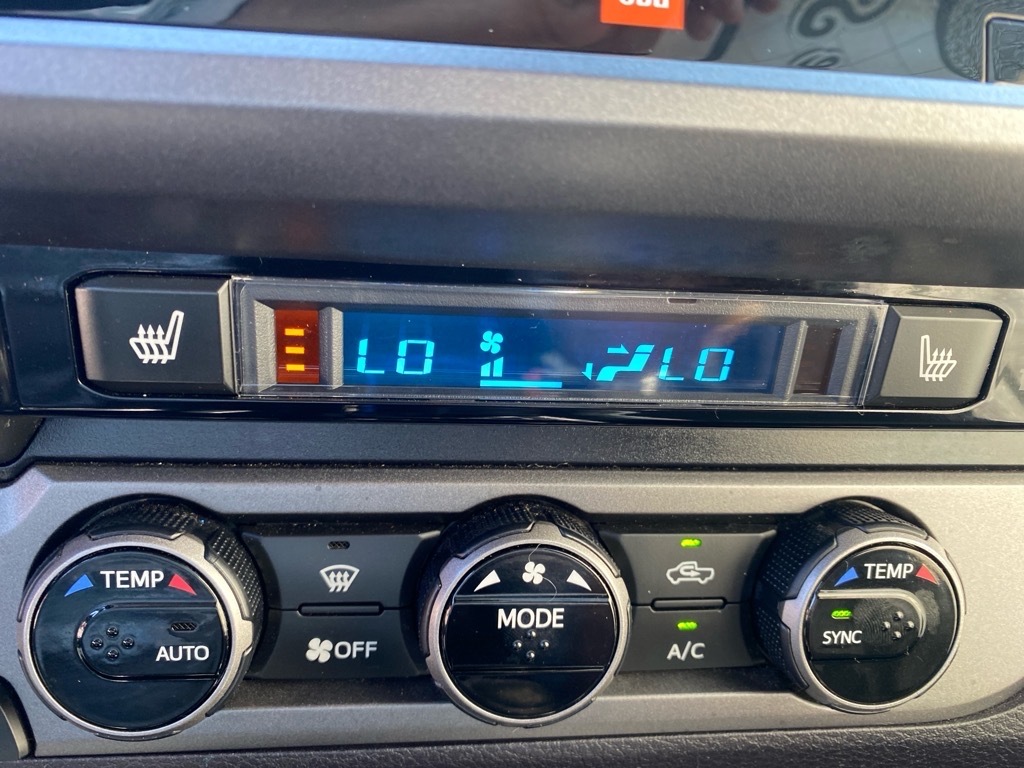 LO LO
TEMP
AUTO
OFF
MODE
A/C
TEMP
SYNC